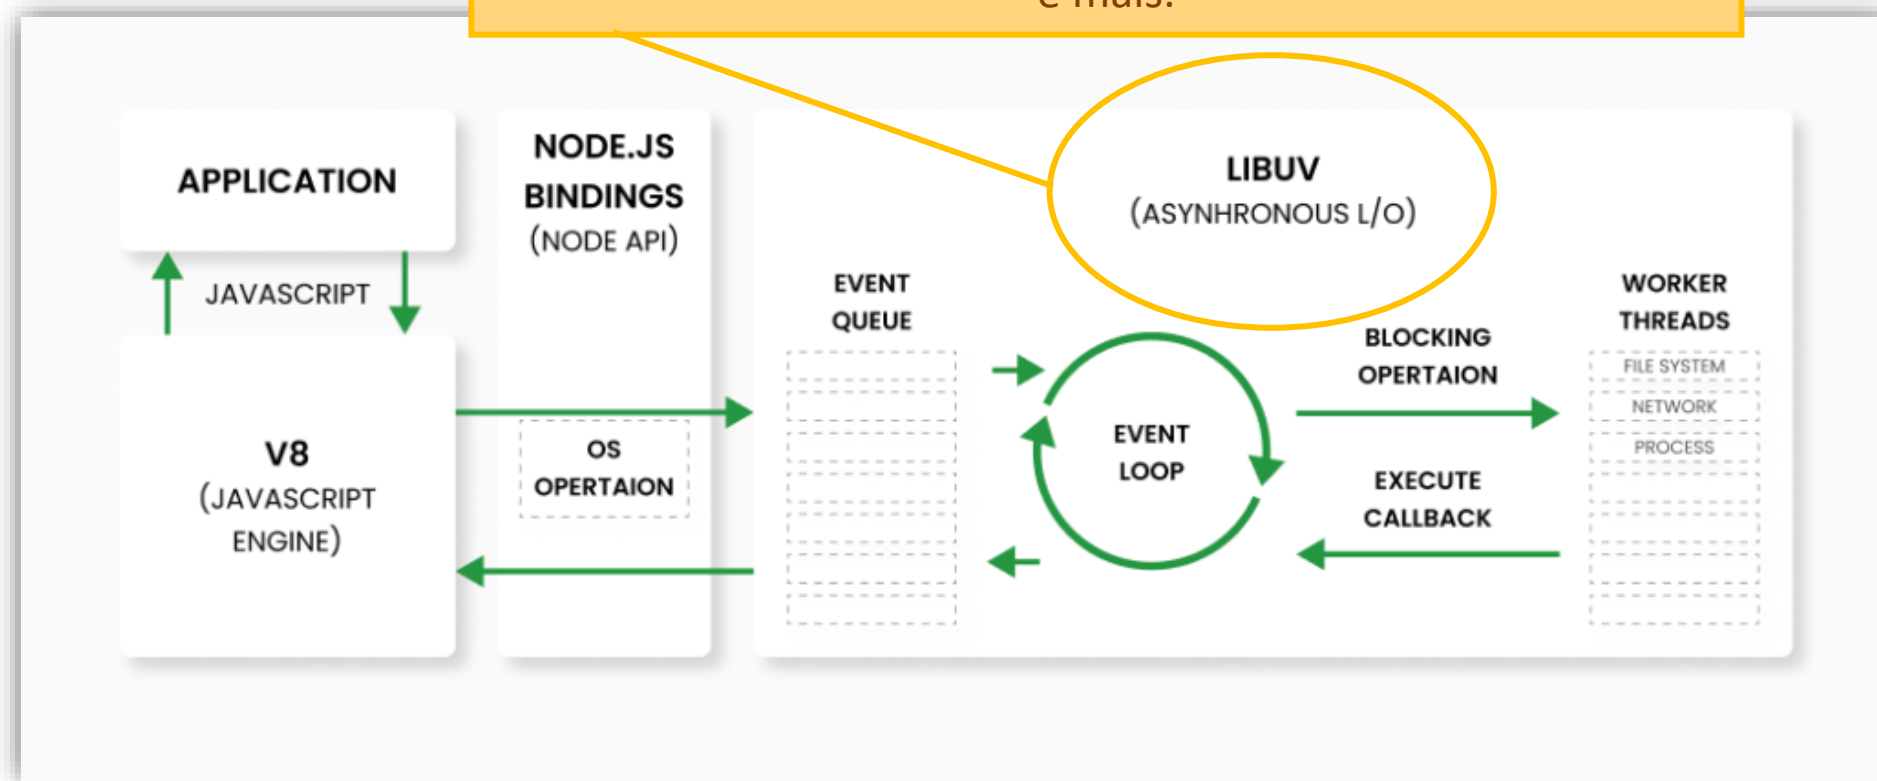 e mais.
APPLICATION
JAVASCRIPT
V8
(JAVASCRIPT
ENGINE)
NODE.JS
BINDINGS
(NODE API)
OS
OPERTAION
LIBUV
(ASYNHRONOUS L/O)
EVENT
QUEUE
EVENT
LOOP
BLOCKING
OPERTAION
EXECUTE
CALLBACK
WORKER
THREADS
FILE SYSTEM
NETWORK
PROCESS